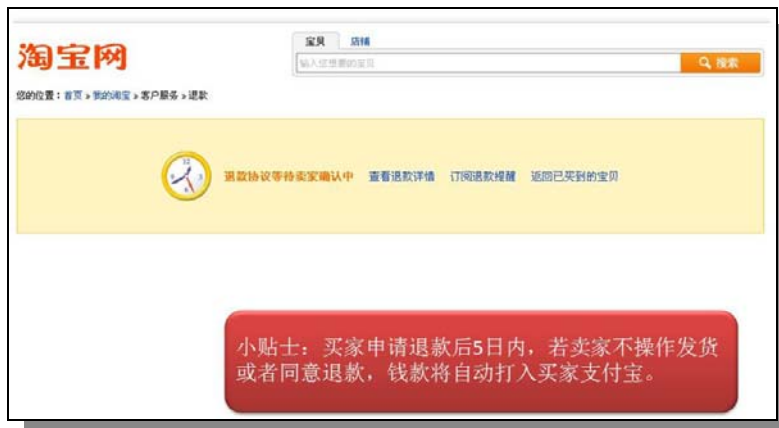 淘宝网
宝贝 店铺
输入您想要的宝贝 搜索
您的位置：首页 » 我的淘宝 » 客户服务 » 退款
12
3
6
退款协议等待卖家确认中 查看退款详情 订阅退款提醒 返回已买到的宝贝
小贴士：买家申请退款后5日内，若卖家不操作发货
或者同意退款，钱款将自动打入买家支付宝。